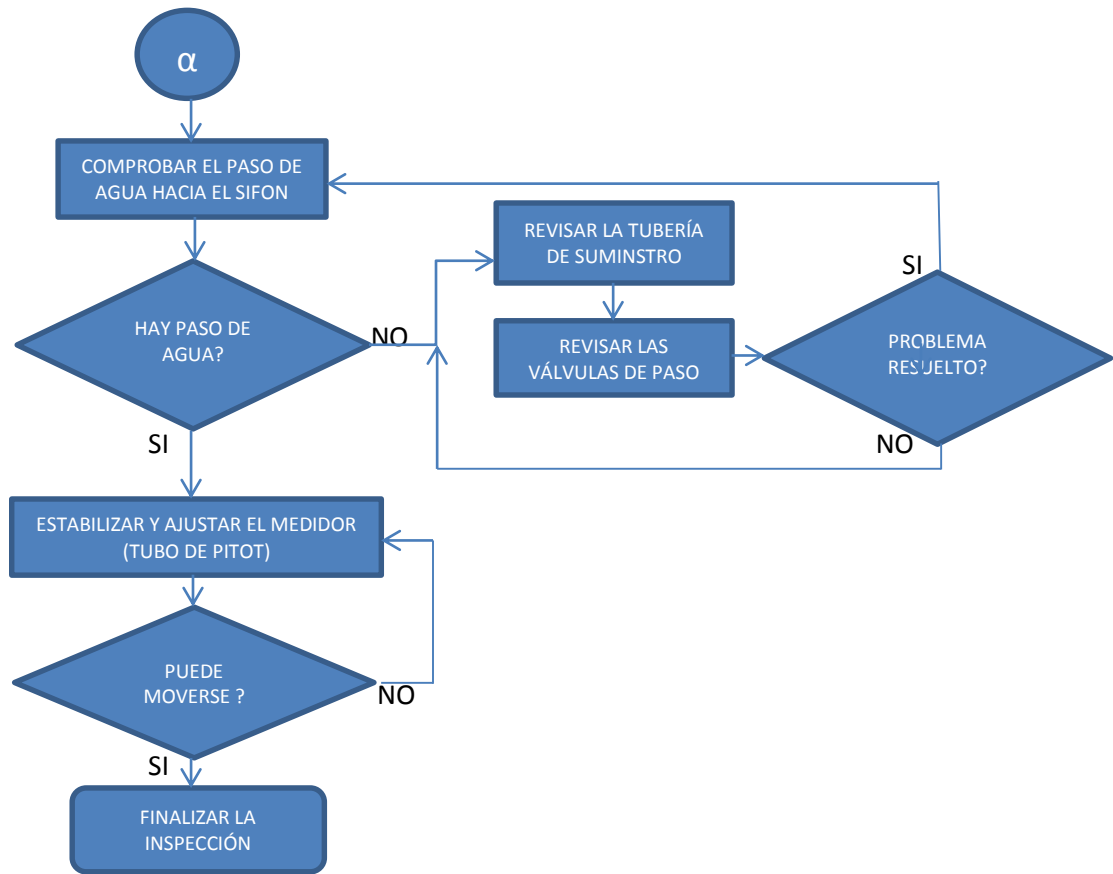 α
COMPROBAR EL PASO DE
AGUA HACIA EL SIFON
HAY PASO DE
AGUA?
NO
SI
REVISAR LA TUBERÍA
DE SUMINSTRO
REVISAR LAS
VÁLVULAS DE PASO
SI
PROBLEMA
RESUELTO?
NO
ESTABILIZAR Y AJUSTAR EL MEDIDOR
(TUBO DE PITOT)
PUEDE
MOVERSE ?
NO
SI
FINALIZAR LA
INSPECCIÓN